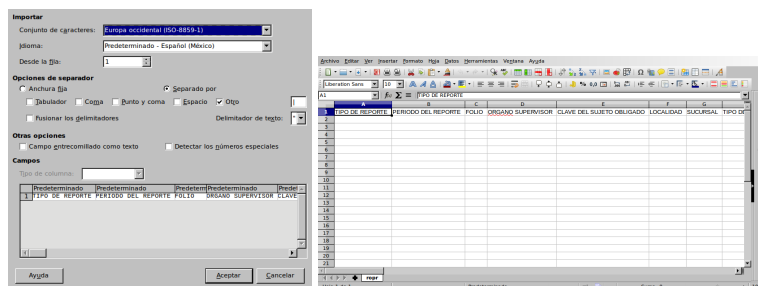 Importar
Conjunto de caracteres: Europa occidental (ISO-8859-1)
Idioma: Predeterminado - Español (México)
Desde la fila: 1
Opciones de separador
Anchura fija Separado por
Tabulador Coma Punto y coma Espacio Otro
Fusionar los delimitadores Delimitador de texto: "
Otras opciones
Campo entrecomillado como texto Detectar los números especiales
Campos
Tipo de columna:
Predeterminado Predeterminado Predetermi Predeterminado Predet
1 TIPO DE REPORTE PERIODO DEL REPORTE FOLIO ORGANO SUPERVISOR CLAVE
Ayuda Aceptar Cancelar
Archivo Editar Ver Insertar Formato Hoja Datos Herramientas Ventana Ayuda
Liberation Sans 10
A1 TIPO DE REPORTE
A B C D E F G
1 TIPO DE REPORTE PERIODO DEL REPORTE FOLIO ORGANO SUPERVISOR CLAVE DEL SUJETO OBLIGADO LOCALIDAD SUCURSAL TIPO DE
2
3
4
5
6
7
8
9
10
11
12
13
14
15
16
17
18
19
20
21
repr